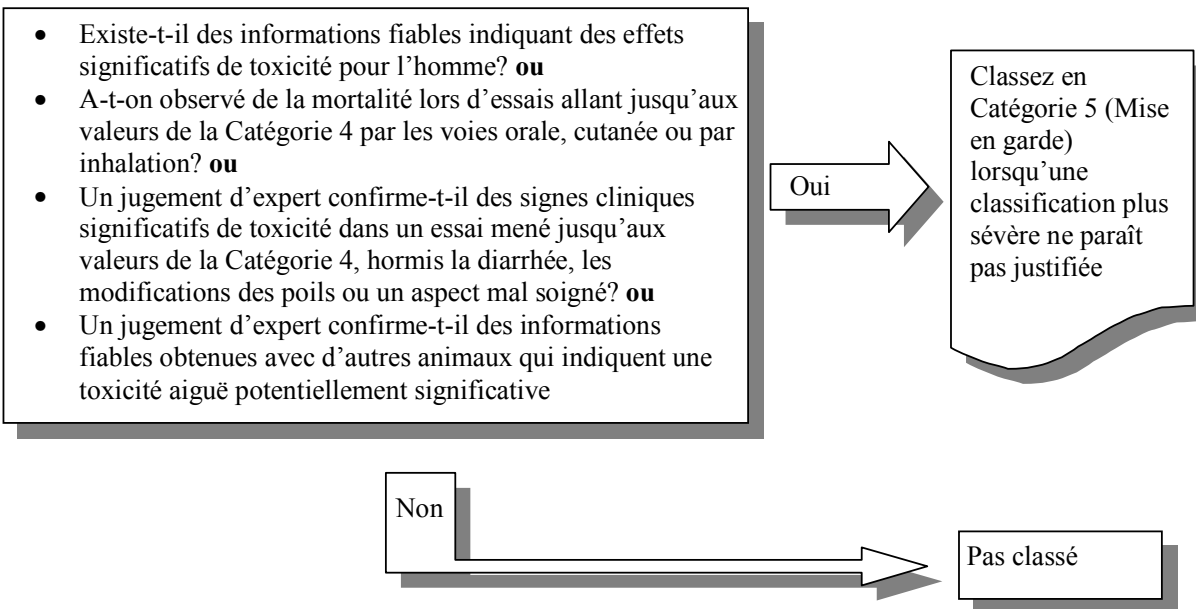 • Existe-t-il des informations fiables indiquant des effets
significatifs de toxicité pour l’homme? ou
• A-t-on observé de la mortalité lors d’essais allant jusqu’aux
valeurs de la Catégorie 4 par les voies orale, cutanée ou par
inhalation? ou
• Un jugement d’expert confirme-t-il des signes cliniques
significatifs de toxicité dans un essai mené jusqu’aux
valeurs de la Catégorie 4, hormis la diarrhée, les
modifications des poils ou un aspect mal soigné? ou
• Un jugement d’expert confirme-t-il des informations
fiables obtenues avec d’autres animaux qui indiquent une
toxicité aiguë potentiellement significative
Oui
Classez en
Catégorie 5 (Mise
en garde)
lorsqu’une
classification plus
sévère ne paraît
pas justifiée
Non
Pas classé